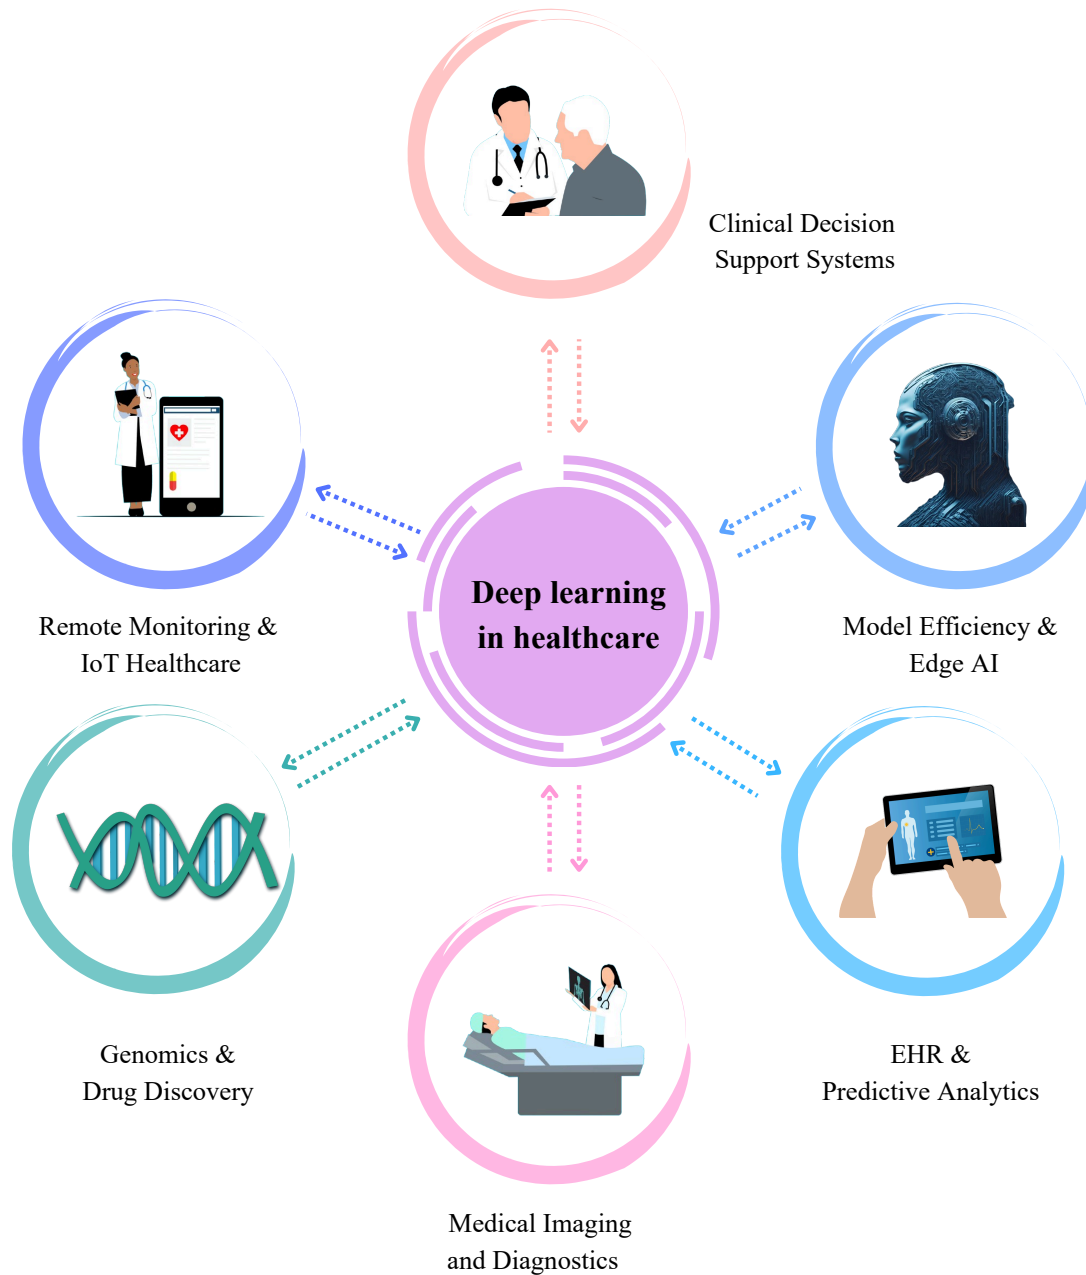 Clinical Decision
Support Systems
Remote Monitoring &
IoT Healthcare
Deep learning
in healthcare
Model Efficiency &
Edge AI
Genomics &
Drug Discovery
EHR &
Predictive Analytics
Medical Imaging
and Diagnostics